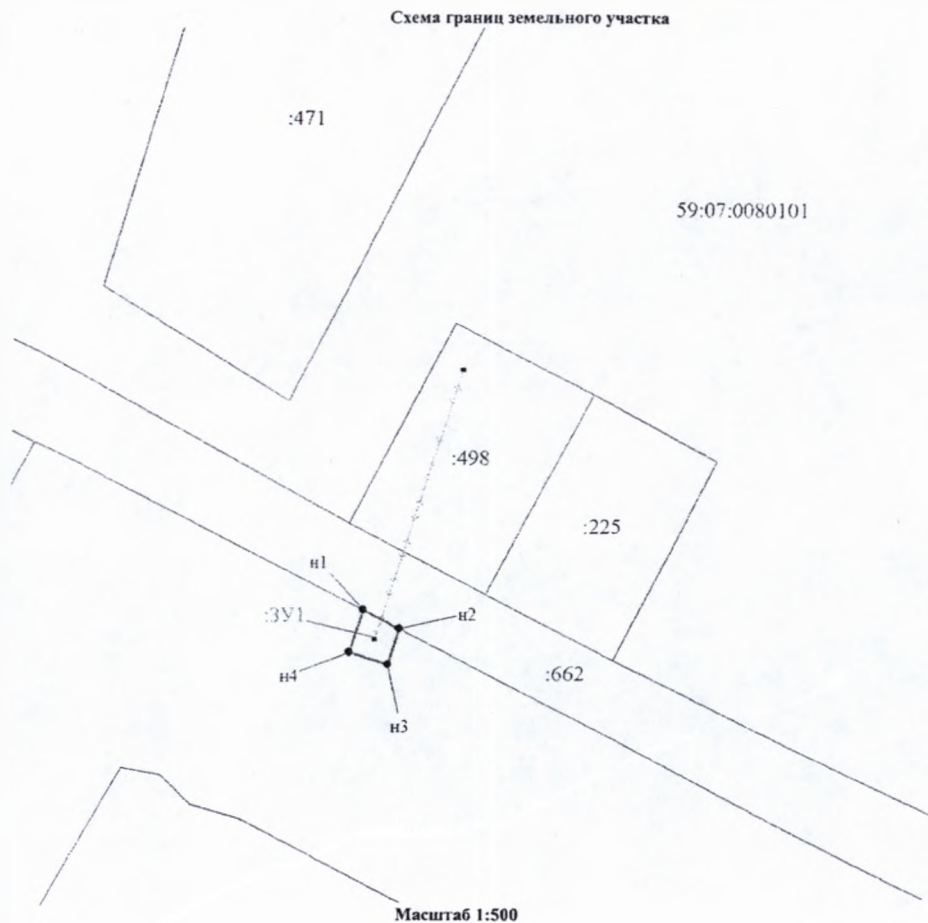 Схема границ земельного участка
:471
59:07:0080101
:498
:225
н1
:ЗУ1
н2
н4
:662
н3
Масштаб 1:500